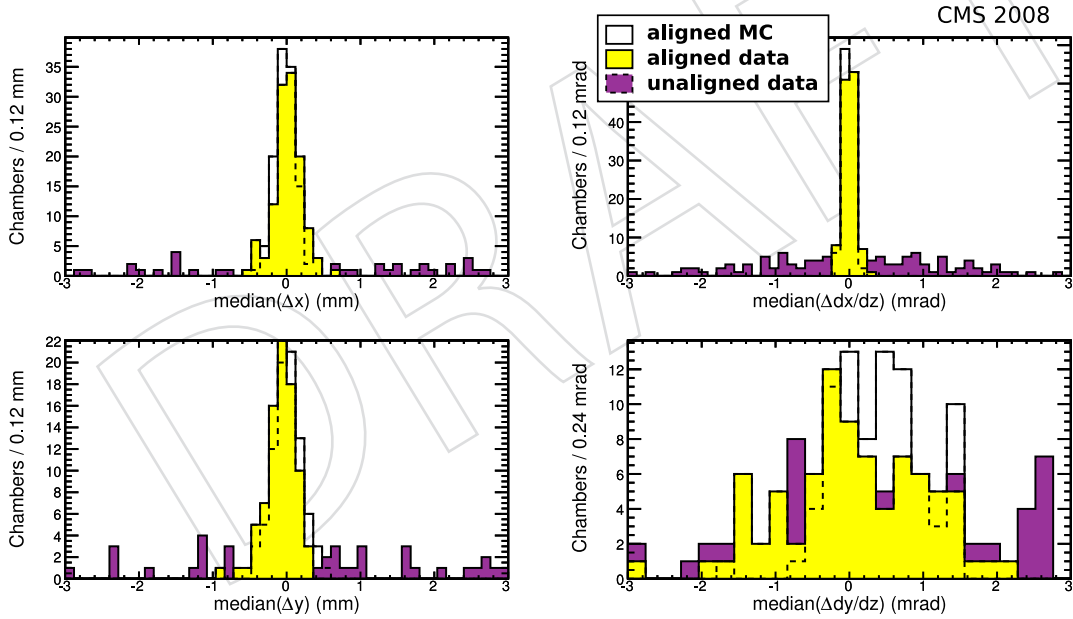 CMS 2008
aligned MC
aligned data
unaligned data
Chambers / 0.12 mm
35
30
25
20
15
10
5
0
-3 -2 -1 0 1 2 3
median(Δx) (mm)
Chambers / 0.12 mrad
40
30
20
10
0
-3 -2 -1 0 1 2 3
median(Δdx/dz) (mrad)
Chambers / 0.12 mm
22
20
18
16
14
12
10
8
6
4
2
0
-3 -2 -1 0 1 2 3
median(Δy) (mm)
Chambers / 0.24 mrad
12
10
8
6
4
2
0
-3 -2 -1 0 1 2 3
median(Δdy/dz) (mrad)
DRAFT